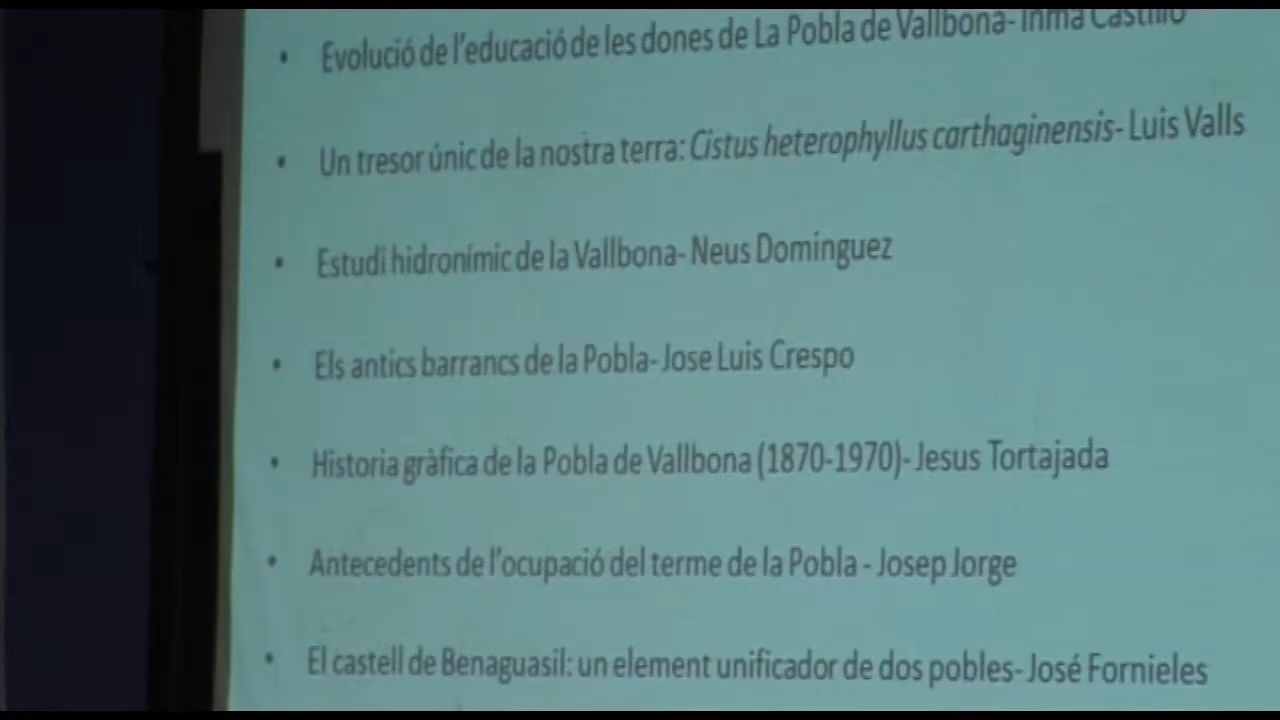 • Evolució de l'educació de les dones de La Pobla de Vallbona- Inma Castillo
• Un tresor únic de la nostra terra: Cistus heterophyllus carthaginensis- Luis Valls
• Estudi hidronímic de la Vallbona- Neus Domínguez
• Els antics barrancs de la Pobla- Jose Luis Crespo
• Historia gràfica de la Pobla de Vallbona (1870-1970)- Jesus Tortajada
• Antecedents de l'ocupació del terme de la Pobla - Josep Jorge
• El castell de Benaguasil: un element unificador de dos pobles- José Fornieles